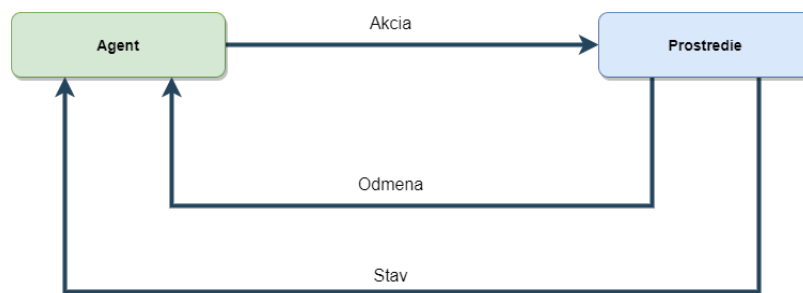 Akcia
Agent
Prostredie
Odmena
Stav